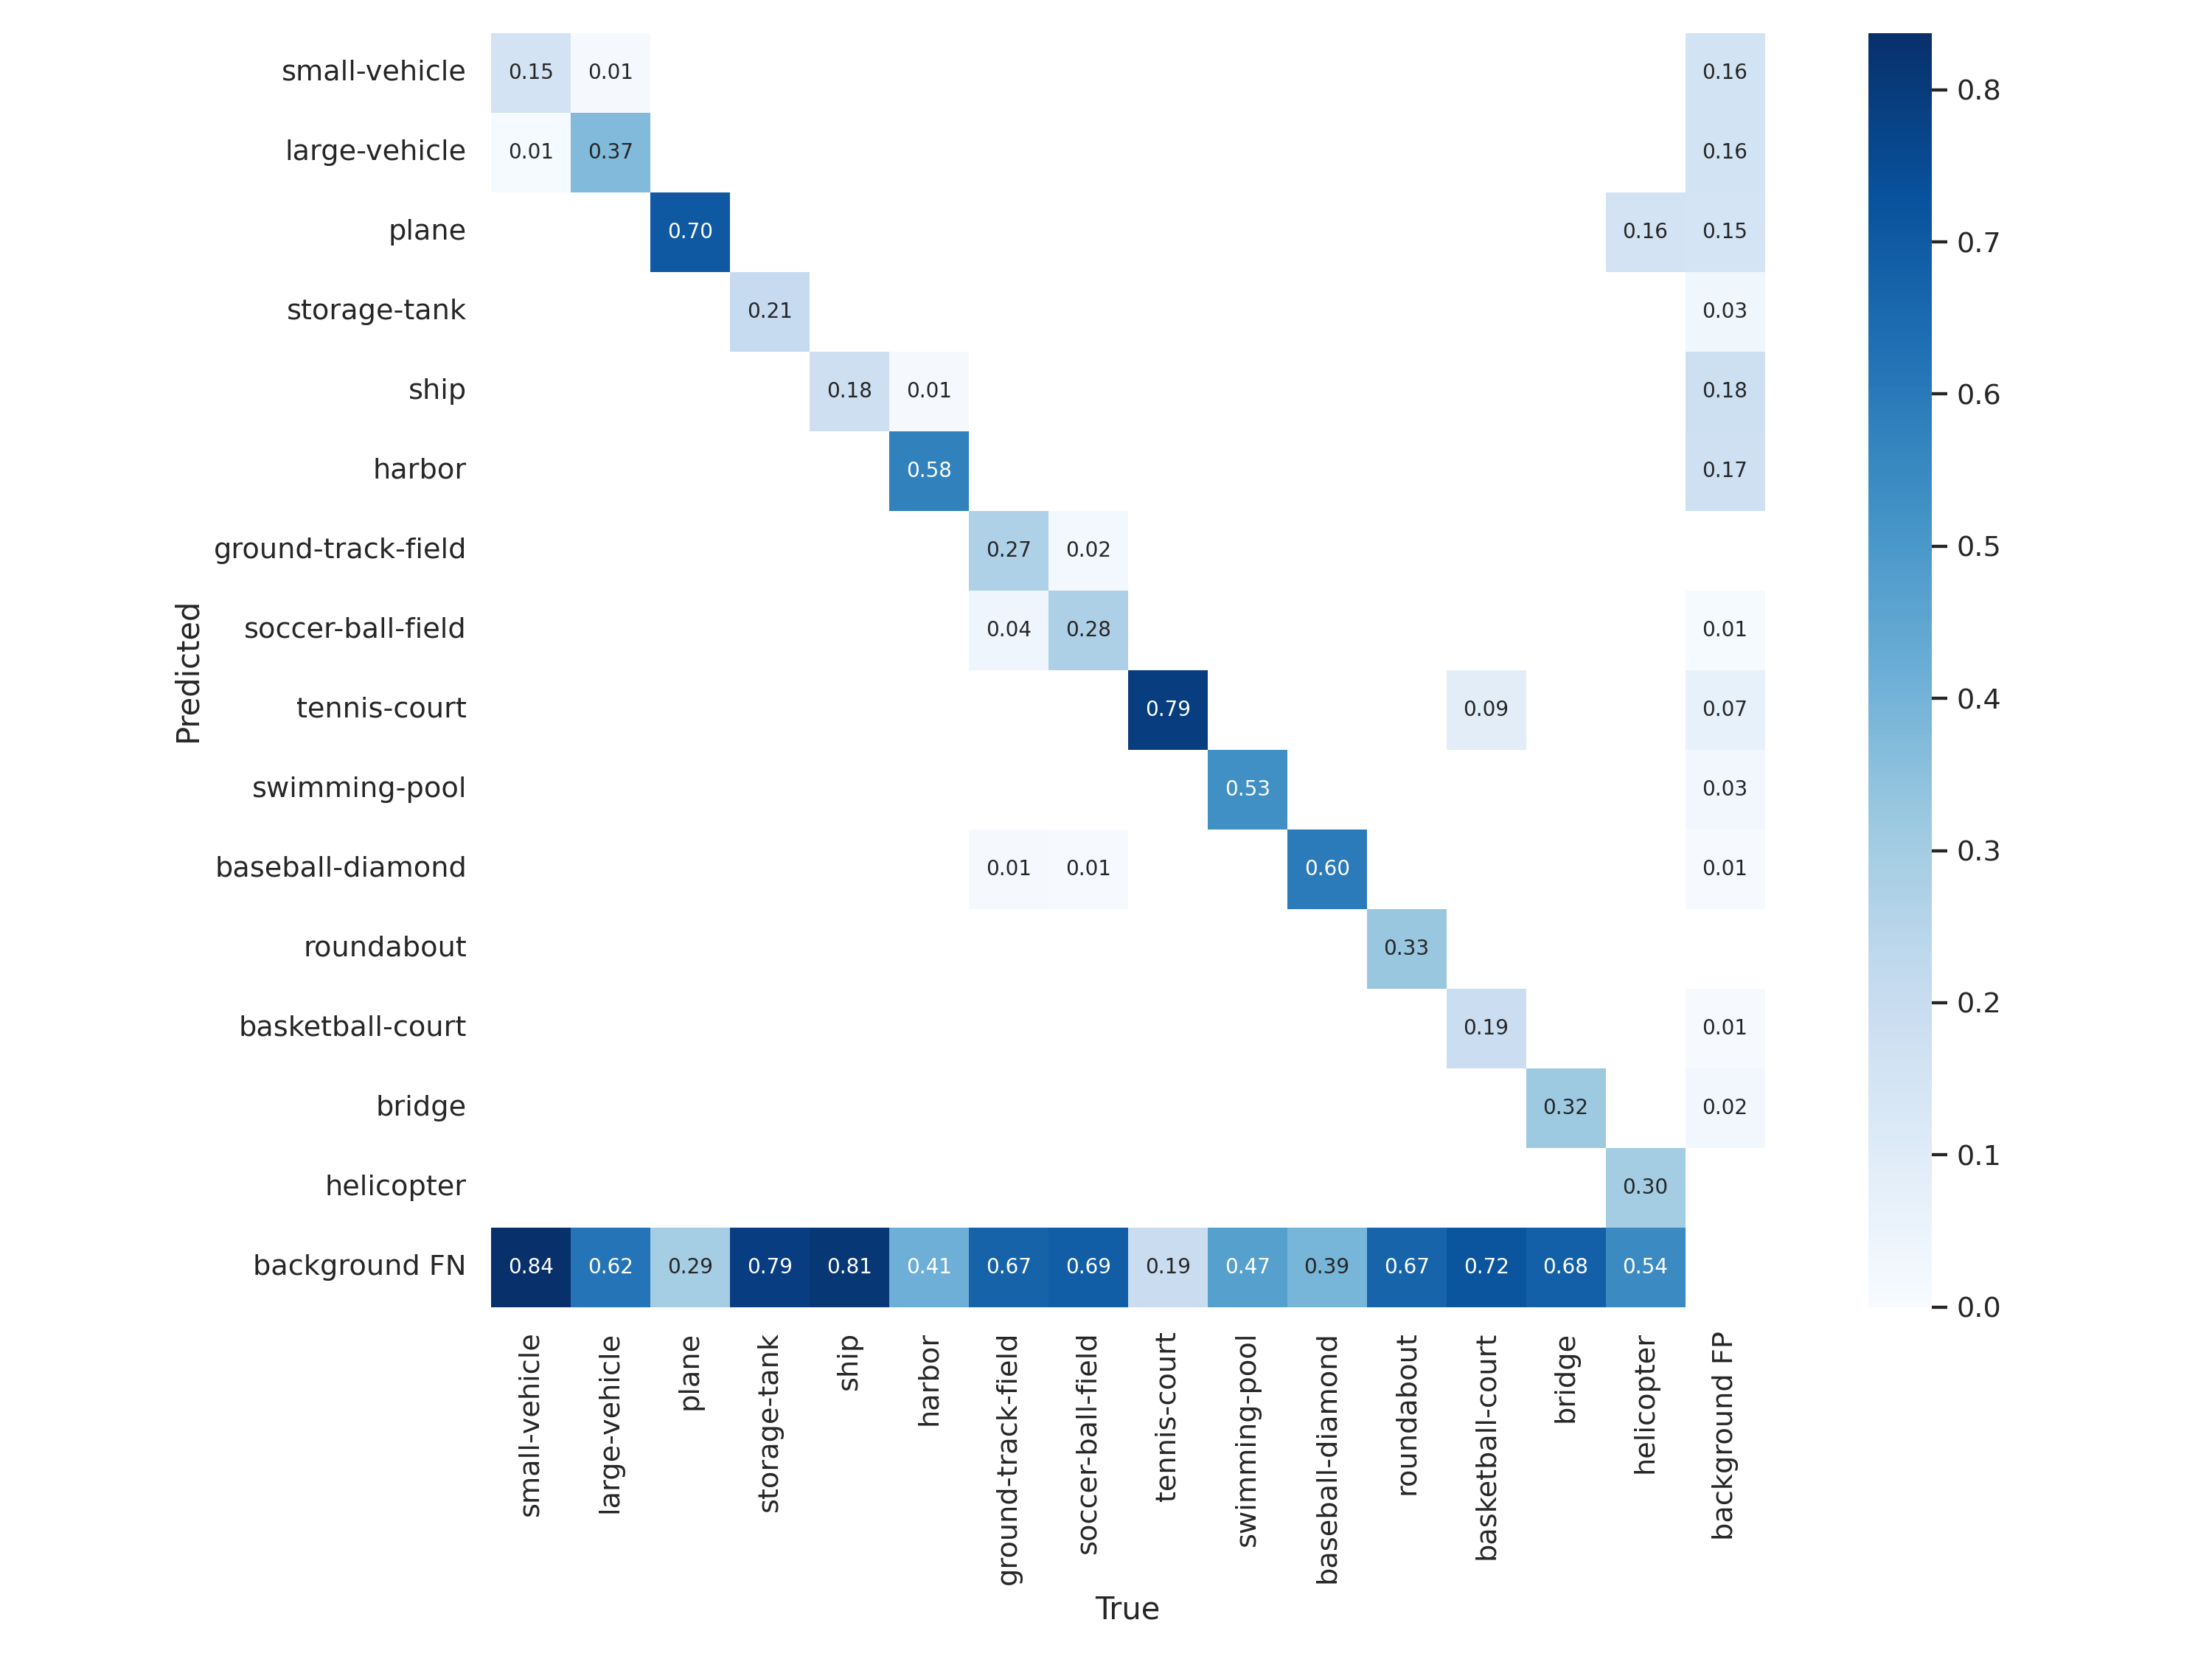 small-vehicle 0.15 0.01 0.16
large-vehicle 0.01 0.37 0.16
plane 0.70 0.16 0.15
storage-tank 0.21 0.03
ship 0.18 0.01 0.18
harbor 0.58 0.17
ground-track-field 0.27 0.02
soccer-ball-field 0.04 0.28 0.01
tennis-court 0.79 0.09 0.07
swimming-pool 0.53 0.03
baseball-diamond 0.01 0.01 0.60 0.01
roundabout 0.33
basketball-court 0.19 0.01
bridge 0.32 0.02
helicopter 0.30
background FN 0.84 0.62 0.29 0.79 0.81 0.41 0.67 0.69 0.19 0.47 0.39 0.67 0.72 0.68 0.54
Predicted
small-vehicle
large-vehicle
plane
storage-tank
ship
harbor
ground-track-field
soccer-ball-field
tennis-court
swimming-pool
baseball-diamond
roundabout
basketball-court
bridge
helicopter
background FP
True
0.8
0.7
0.6
0.5
0.4
0.3
0.2
0.1
0.0